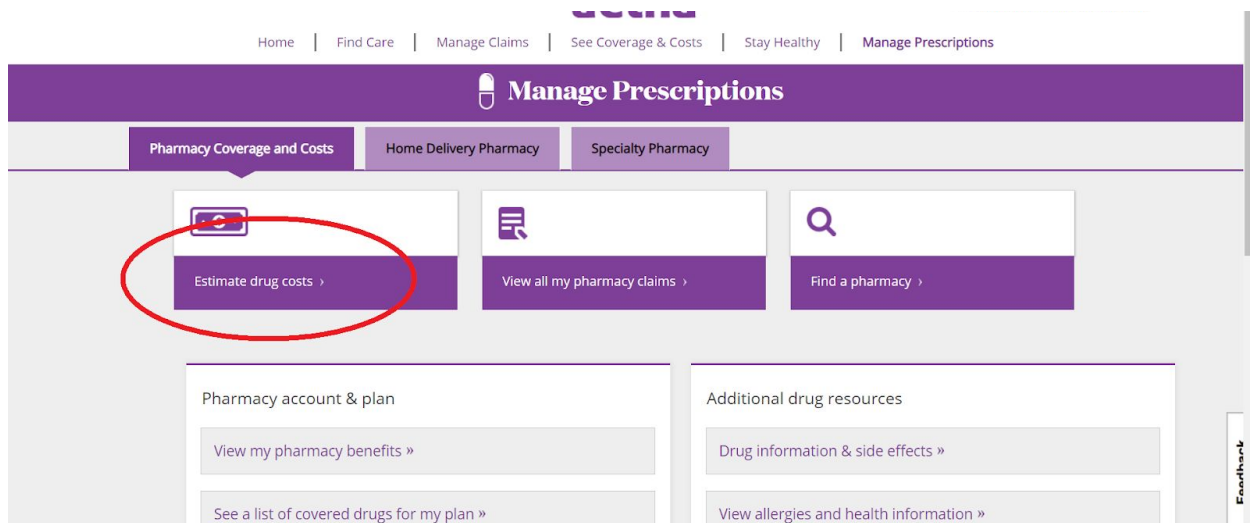 aetna
Home | Find Care | Manage Claims | See Coverage & Costs | Stay Healthy | Manage Prescriptions
Manage Prescriptions
Pharmacy Coverage and Costs Home Delivery Pharmacy Specialty Pharmacy
Estimate drug costs › View all my pharmacy claims › Find a pharmacy ›
Pharmacy account & plan
View my pharmacy benefits »
See a list of covered drugs for my plan »
Additional drug resources
Drug information & side effects »
View allergies and health information »
Feedback